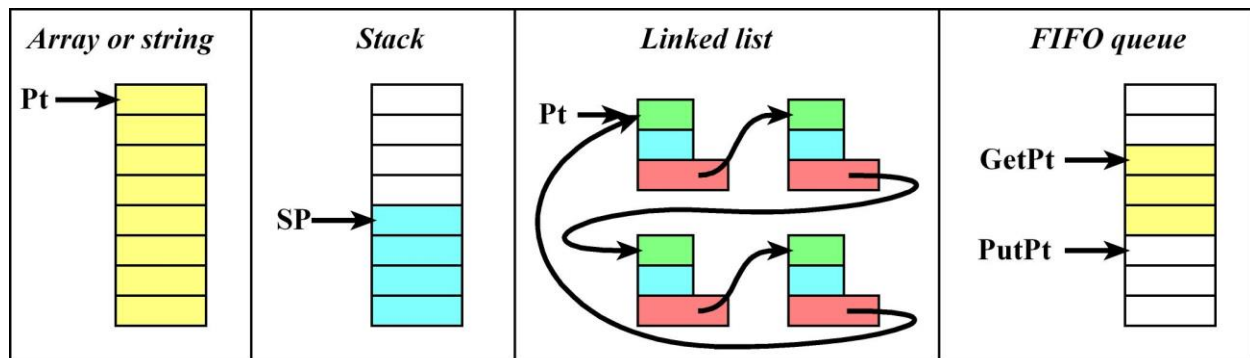 Array or string
Pt
Stack
SP
Linked list
Pt
FIFO queue
GetPt
PutPt